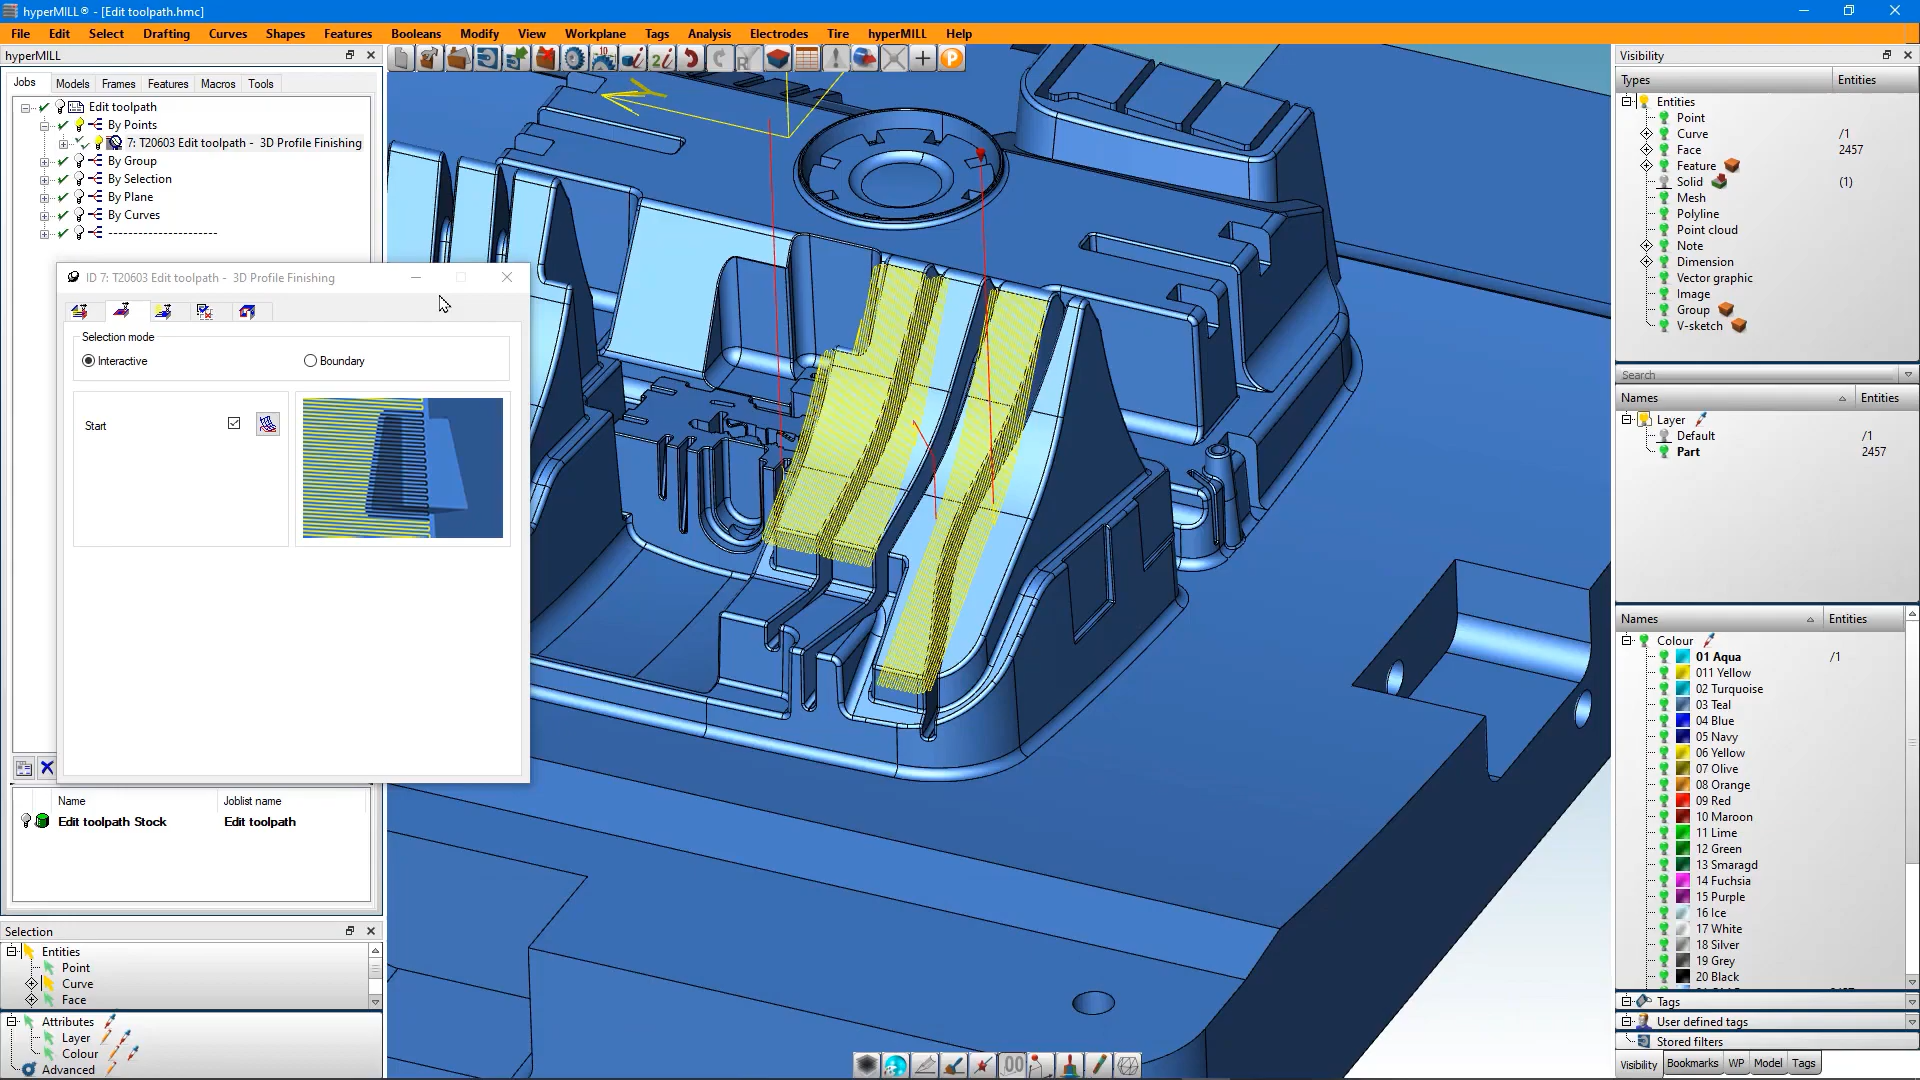 hyperMILL® - [Edit toolpath.hmc]
File Edit Select Drafting Curves Shapes Features Booleans Modify View Workplane Tags Analysis Electrodes Tire hyperMILL Help
hyperMILL
Jobs Models Frames Features Macros Tools
Edit toolpath
By Points
7: T20603 Edit toolpath - 3D Profile Finishing
By Group
By Selection
By Plane
By Curves
----------------------
ID 7: T20603 Edit toolpath - 3D Profile Finishing
Selection mode
Interactive Boundary
Start
Name Joblist name
Edit toolpath Stock Edit toolpath
Selection
Entities
Point
Curve
Face
Attributes
Layer
Colour
Advanced
Visibility
Types Entities
Entities
Point
Curve /1
Face 2457
Feature
Solid (1)
Mesh
Polyline
Point cloud
Note
Dimension
Vector graphic
Image
Group
V-sketch
Search
Names Entities
Layer
Default /1
Part 2457
Names Entities
Colour
01 Aqua /1
011 Yellow
02 Turquoise
03 Teal
04 Blue
05 Navy
06 Yellow
07 Olive
08 Orange
09 Red
10 Maroon
11 Lime
12 Green
13 Smaragd
14 Fuchsia
15 Purple
16 Ice
17 White
18 Silver
19 Grey
20 Black
Tags
User defined tags
Stored filters
Visibility Bookmarks WP Model Tags